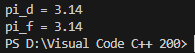 pi_d = 3.14
pi_f = 3.14
PS D:\Visual Code C++ 200>